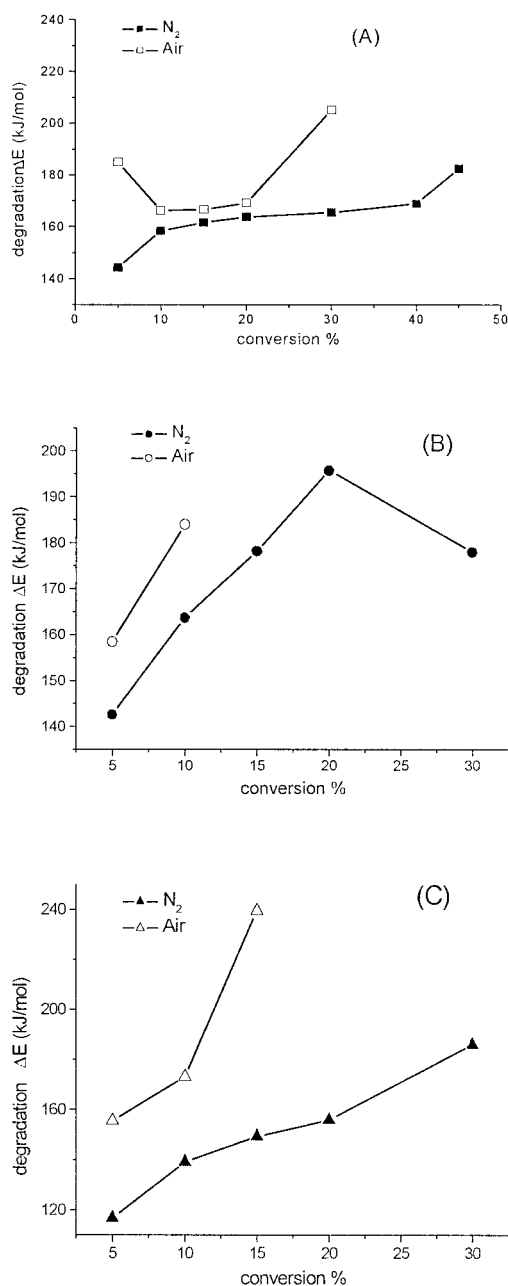 240
220
200
180
160
140
degradationΔE (kJ/mol)
N₂
Air
(A)
0
10
20
30
40
50
conversion %
200
190
180
170
160
150
140
degradation ΔE (kJ/mol)
N₂
Air
(B)
5
10
15
20
25
30
conversion %
240
200
160
120
degradation ΔE (kJ/mol)
N₂
Air
(C)
5
10
15
20
25
30
conversion %